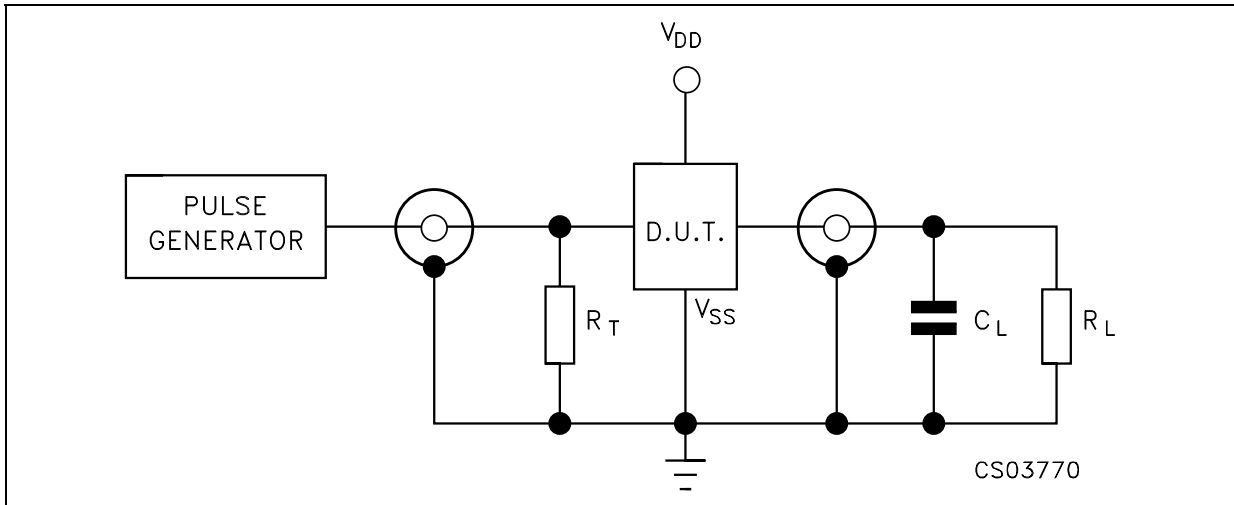 VDD
PULSE
GENERATOR
D.U.T.
VSS
RT
CL
RL
CS03770